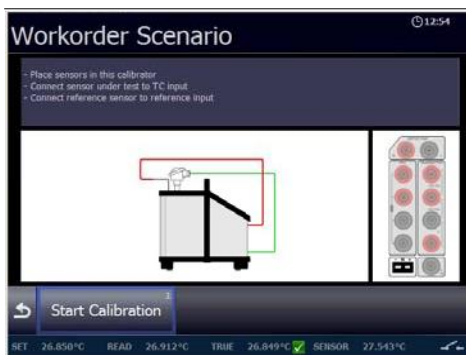 Workorder Scenario
12:54
- Place sensors in this calibrator
- Connect sensor under test to TC input
- Connect reference sensor to reference input
Start Calibration
1
SET 26.850°C READ 26.912°C TRUE 26.849°C SENSOR 27.543°C